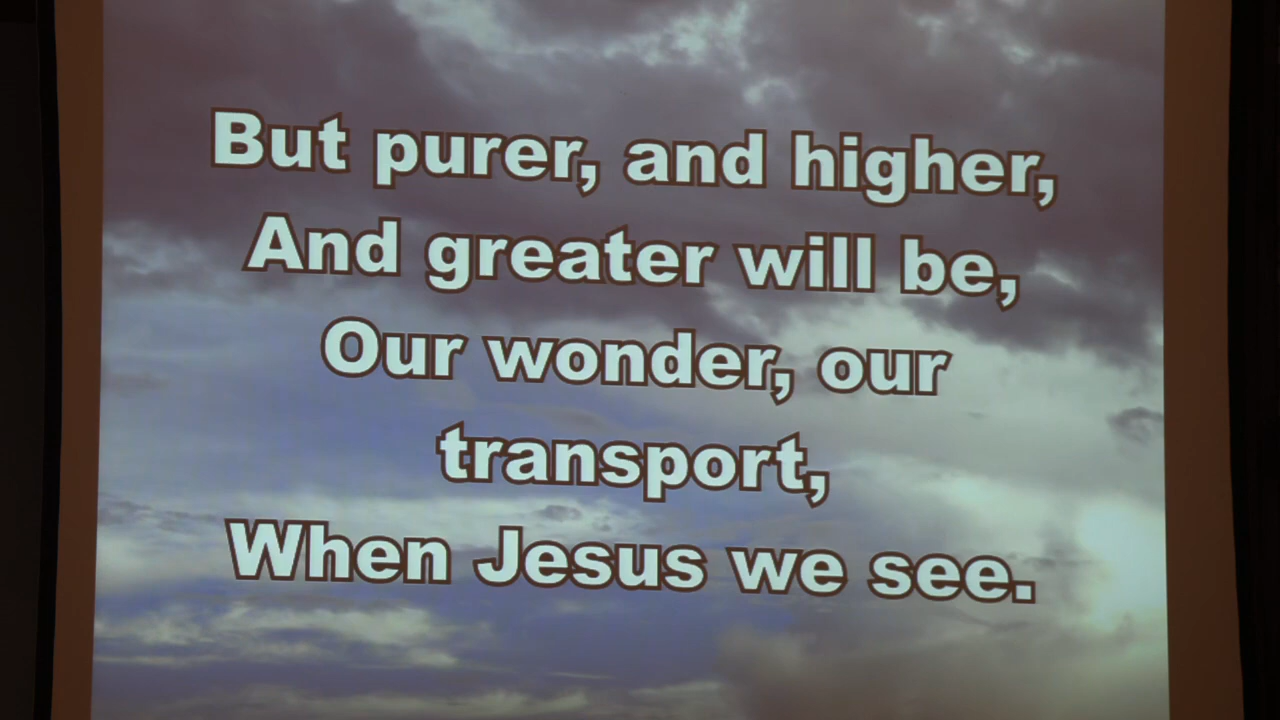 But purer, and higher,
And greater will be,
Our wonder, our
transport,
When Jesus we see.